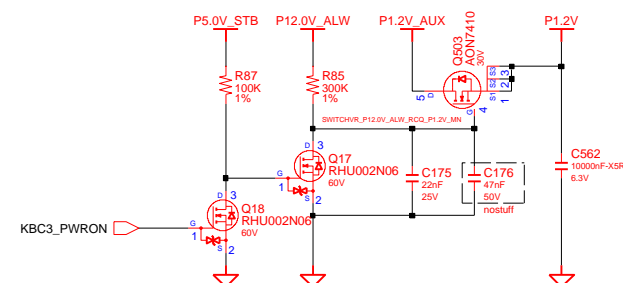 P5.0V_STB P12.0V_ALW P1.2V_AUX P1.2V
Q503
AON7410
30V
R87
100K
1%
R85
300K
1%
5 D S3 3
S2 2
S1 1
G 4
SWITCHVR_P12.0V_ALW_RCQ_P1.2V_MN
D 3
Q17
RHU002N06
60V
G
1
S 2
C175
22nF
25V
C176
47nF
50V
nostuff
C562
10000nF-X5R
6.3V
D 3
Q18
RHU002N06
60V
KBC3_PWRON
G
1
S 2